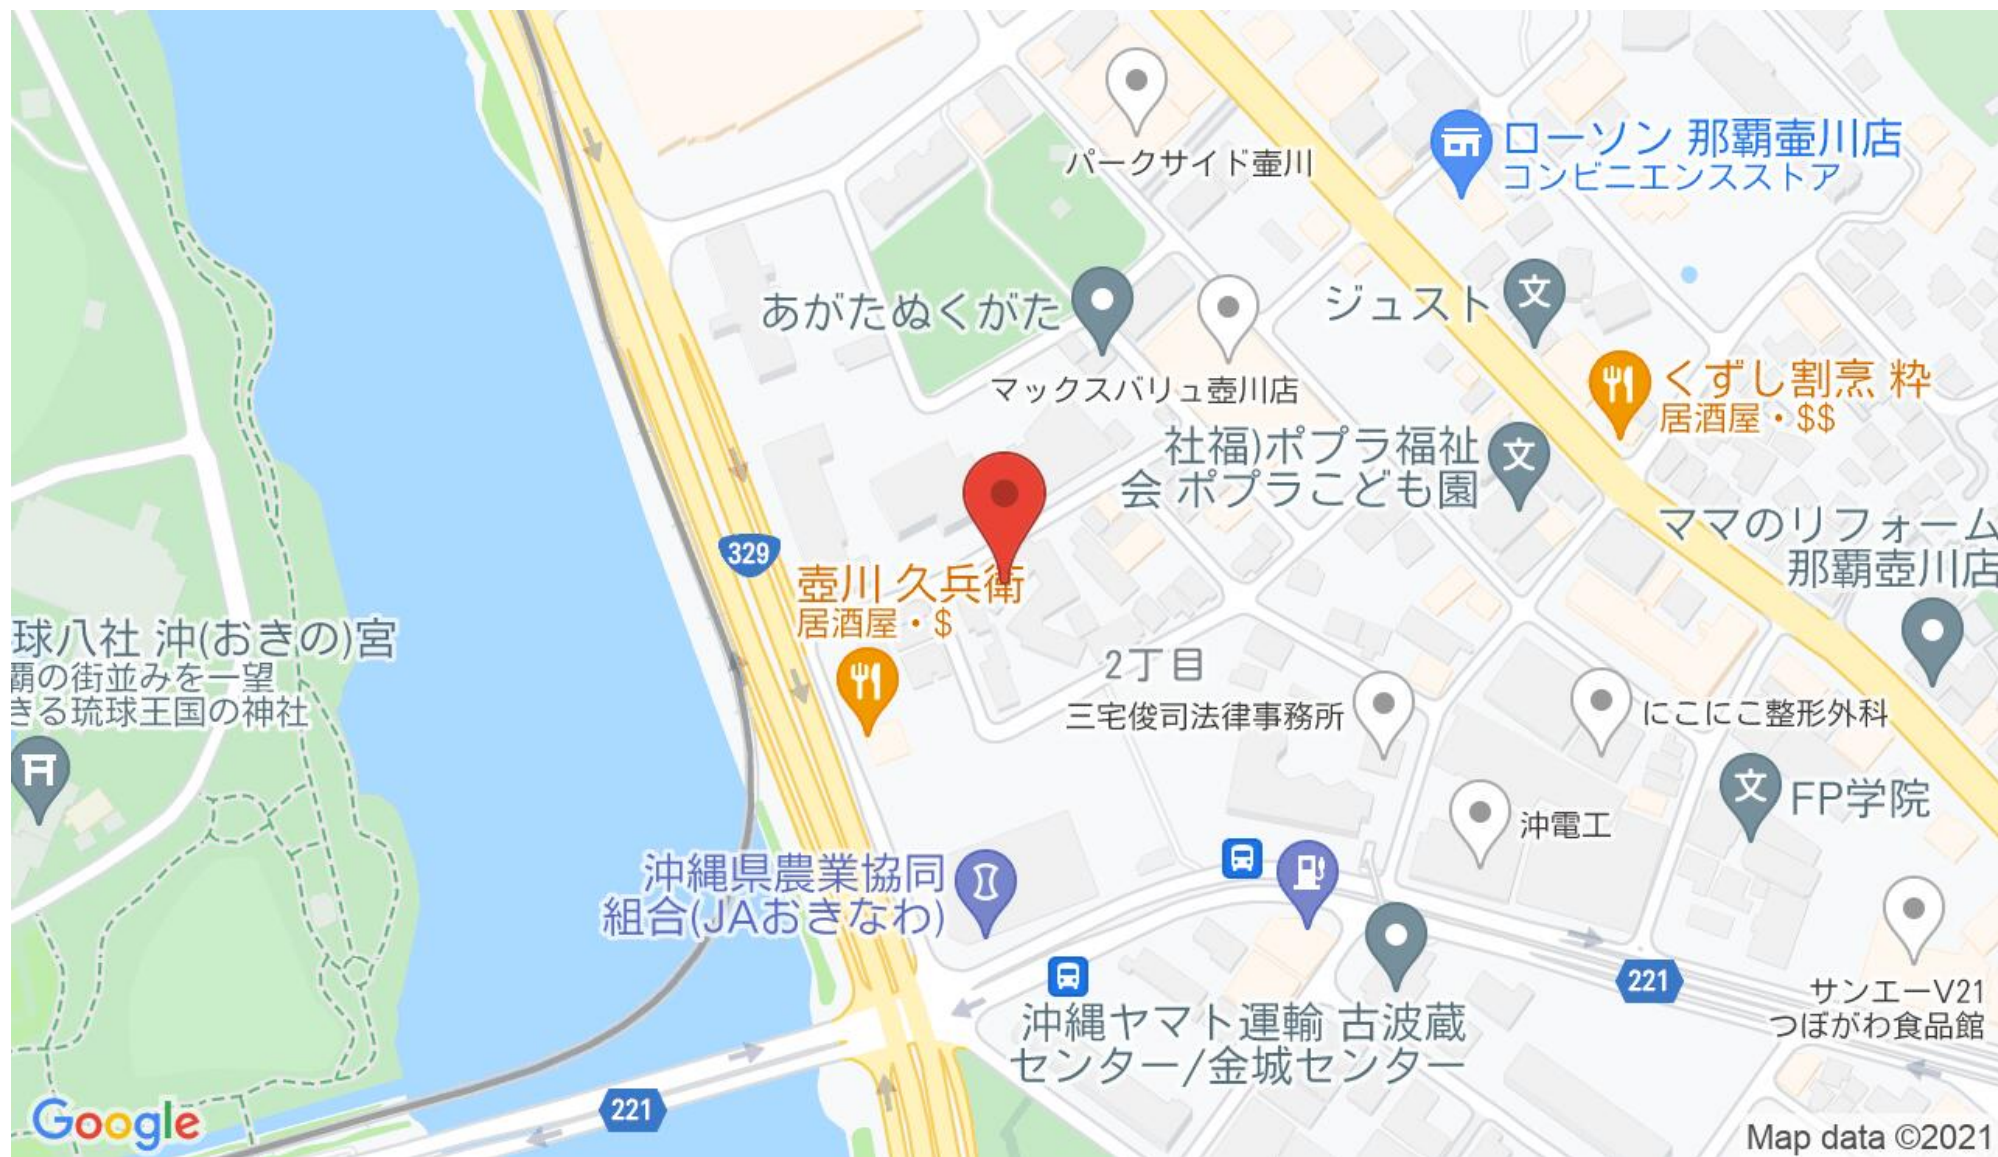 パークサイド壷川
ローソン 那覇壷川店
コンビニエンスストア
あがたぬくがた
ジュスト
マックスバリュ壺川店
くずし割烹 粋
居酒屋・$$
社福)ポプラ福祉
会 ポプラこども園
ママのリフォーム
那覇壺川店
329
壺川 久兵衛
居酒屋・$
球八社 沖(おきの)宮
覇の街並みを一望
きる琉球王国の神社
2丁目
三宅俊司法律事務所
にこにこ整形外科
FP学院
沖電工
沖縄県農業協同
組合(JAおきなわ)
221
サンエーV21
つぼがわ食品館
沖縄ヤマト運輸 古波蔵
センター/金城センター
221
Google
Map data ©2021